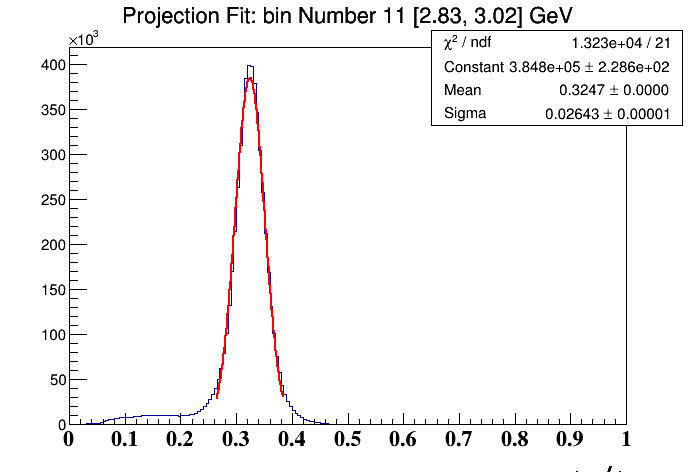 Projection Fit: bin Number 11 [2.83, 3.02] GeV
×10³
χ² / ndf 1.323e+04 / 21
Constant 3.848e+05 ± 2.286e+02
Mean 0.3247 ± 0.0000
Sigma 0.02643 ± 0.00001
400
350
300
250
200
150
100
50
0
0 0.1 0.2 0.3 0.4 0.5 0.6 0.7 0.8 0.9 1